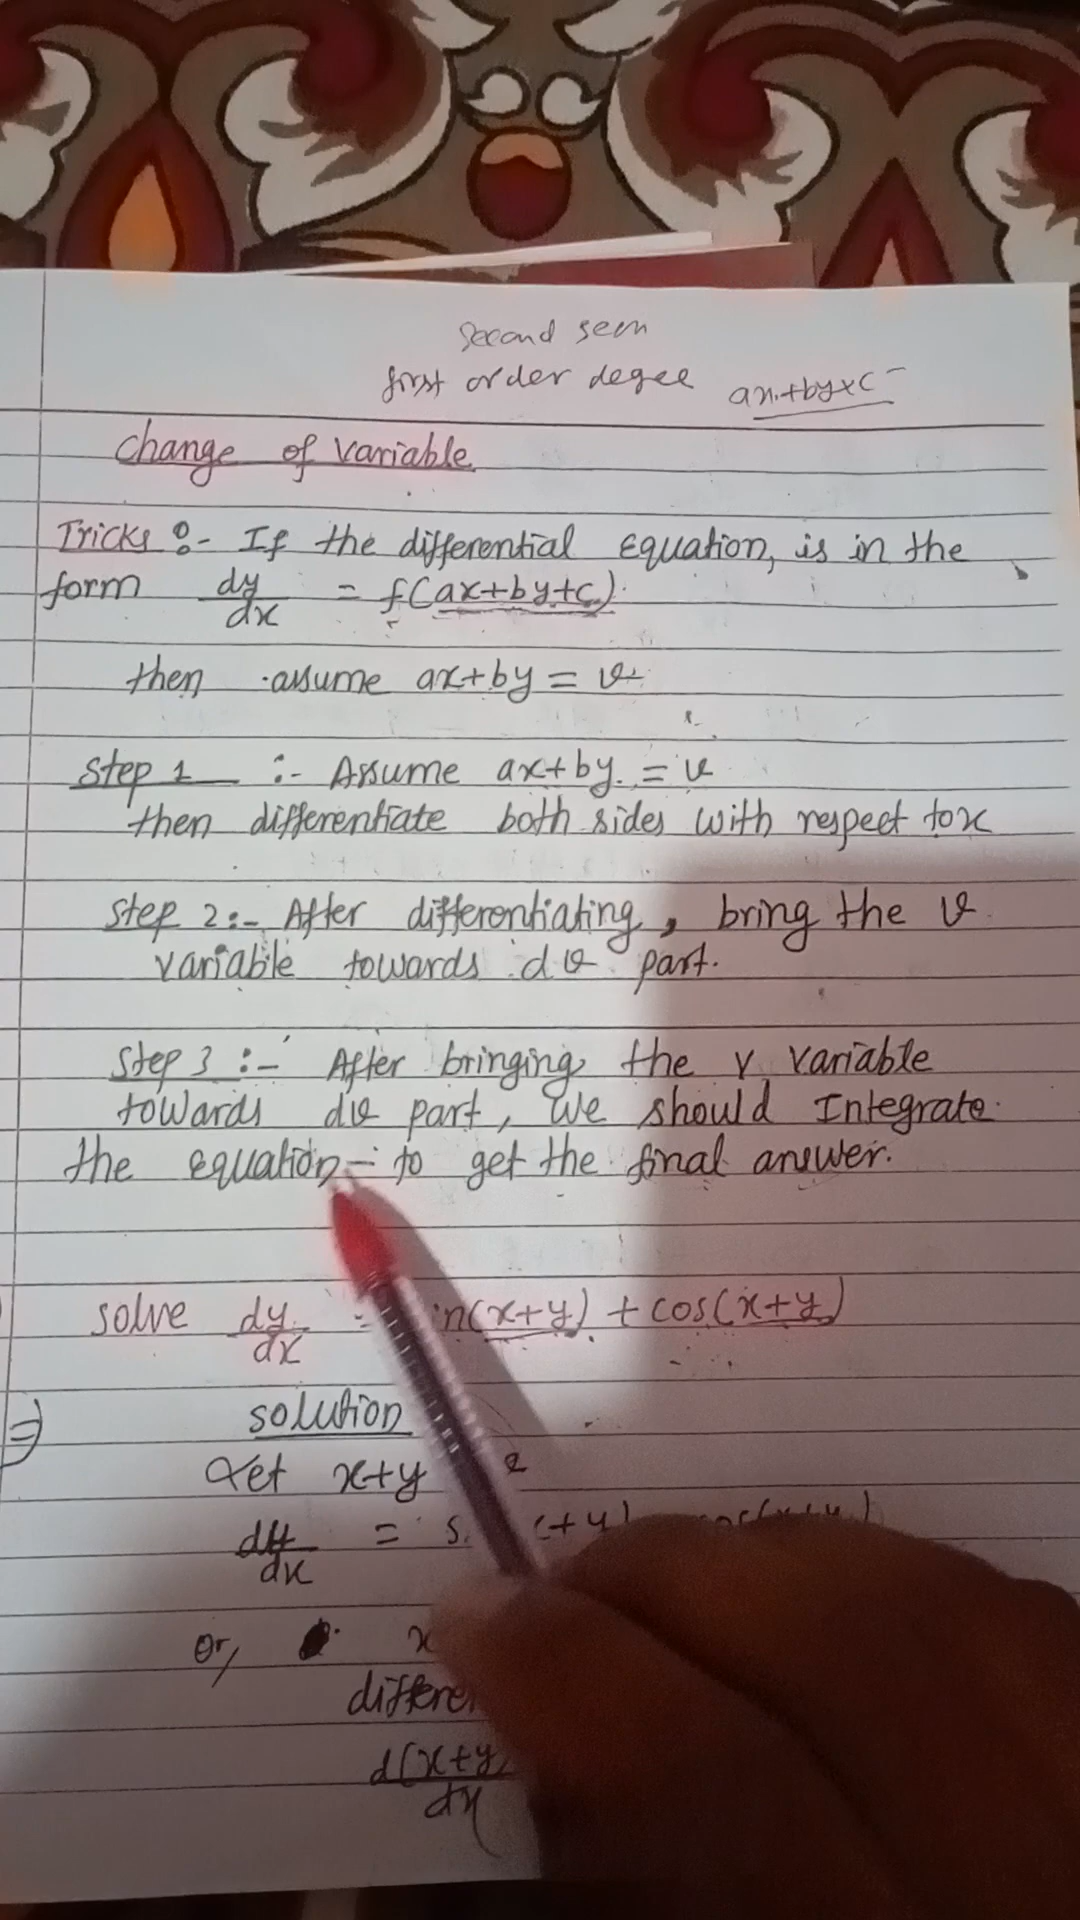 second sem
first order degee ax+by+c
Change of Variable
Tricks :- If the differential Equation, is in the
form dy/dx = f(ax+by+c).
then assume ax+by = v
Step 1 :- Assume ax+by = v
then differentiate both sides with respect to x
Step 2:- After differentiating, bring the v
variable towards dv part.
Step 3 :- After bringing the v variable
towards dv part, we should Integrate
the equation to get the final answer.
solve dy/dx in(x+y) + cos(x+y)
⇒ solution
Let x+y
dy/dx = s
or, x
differe
d(x+y)/dx